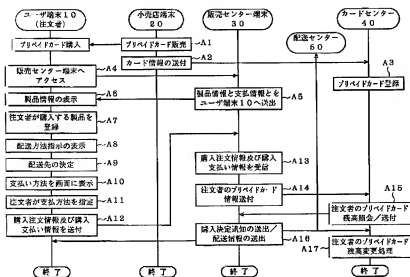 ユーザ端末10
(注文者)
小売店端末
20
販売センター端末
30
カードセンター
40
配送センター
50
プリペイドカード購入
プリペイドカード販売
A1
カード情報の送付
A2
A3
プリペイドカード登録
販売センター端末へ
アクセス
A4
製品情報と支払情報とを
ユーザ端末10へ送出
A5
製品情報の表示
A6
注文者が購入する製品を
登録
A7
配送方法指示の表示
A8
配送先の決定
A9
支払い方法を画面に表示
A10
注文者が支払方法を指定
A11
購入注文情報及び購入
支払い情報を送付
A12
購入注文情報及び購入
支払い情報を受信
A13
注文者のプリペイドカード
情報送付
A14
A15
注文者のプリペイドカード
残高照会/送付
購入決定通知の送出/
配送情報の送出
A16
注文者のプリペイドカード
残高変更処理
A17
終了
終了
終了
終了